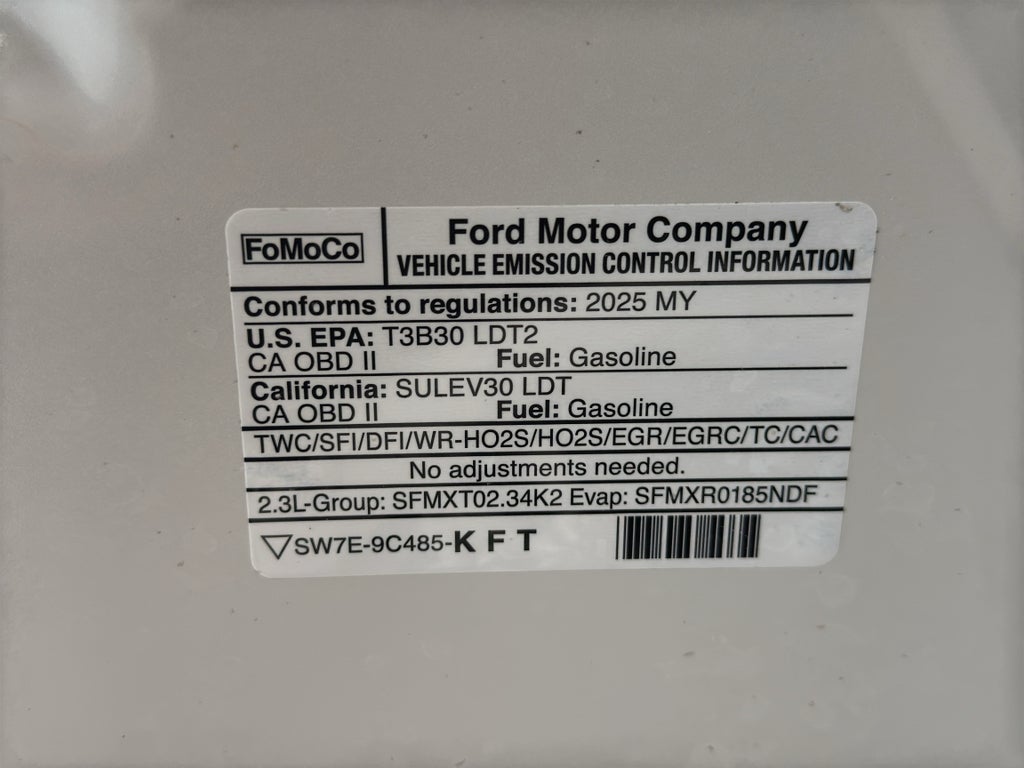 FoMoCo
Ford Motor Company
VEHICLE EMISSION CONTROL INFORMATION
Conforms to regulations: 2025 MY
U.S. EPA: T3B30 LDT2
CA OBD II Fuel: Gasoline
California: SULEV30 LDT
CA OBD II Fuel: Gasoline
TWC/SFI/DFI/WR-HO2S/HO2S/EGR/EGRC/TC/CAC
No adjustments needed.
2.3L-Group: SFMXT02.34K2 Evap: SFMXR0185NDF
SW7E-9C485-K F T